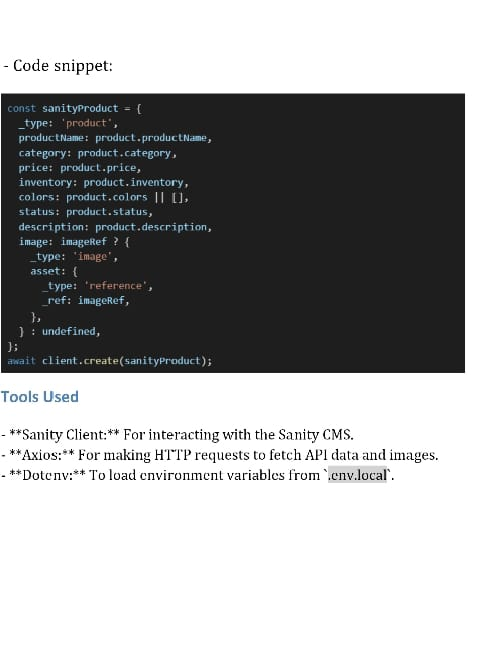 - Code snippet:
const sanityProduct = {
_type: 'product',
productName: product.productName,
category: product.category,
price: product.price,
inventory: product.inventory,
colors: product.colors || [],
status: product.status,
description: product.description,
image: imageRef ? {
_type: 'image',
asset: {
_type: 'reference',
_ref: imageRef,
},
} : undefined,
};
await client.create(sanityProduct);
Tools Used
- **Sanity Client:** For interacting with the Sanity CMS.
- **Axios:** For making HTTP requests to fetch API data and images.
- **Dotenv:** To load environment variables from `.env.local`.